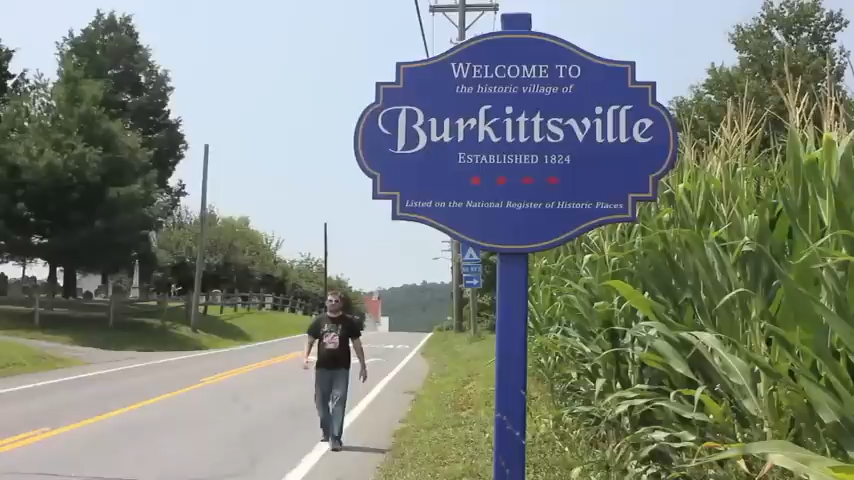 WELCOME TO
the historic village of
Burkittsville
ESTABLISHED 1824
Listed on the National Register of Historic Places